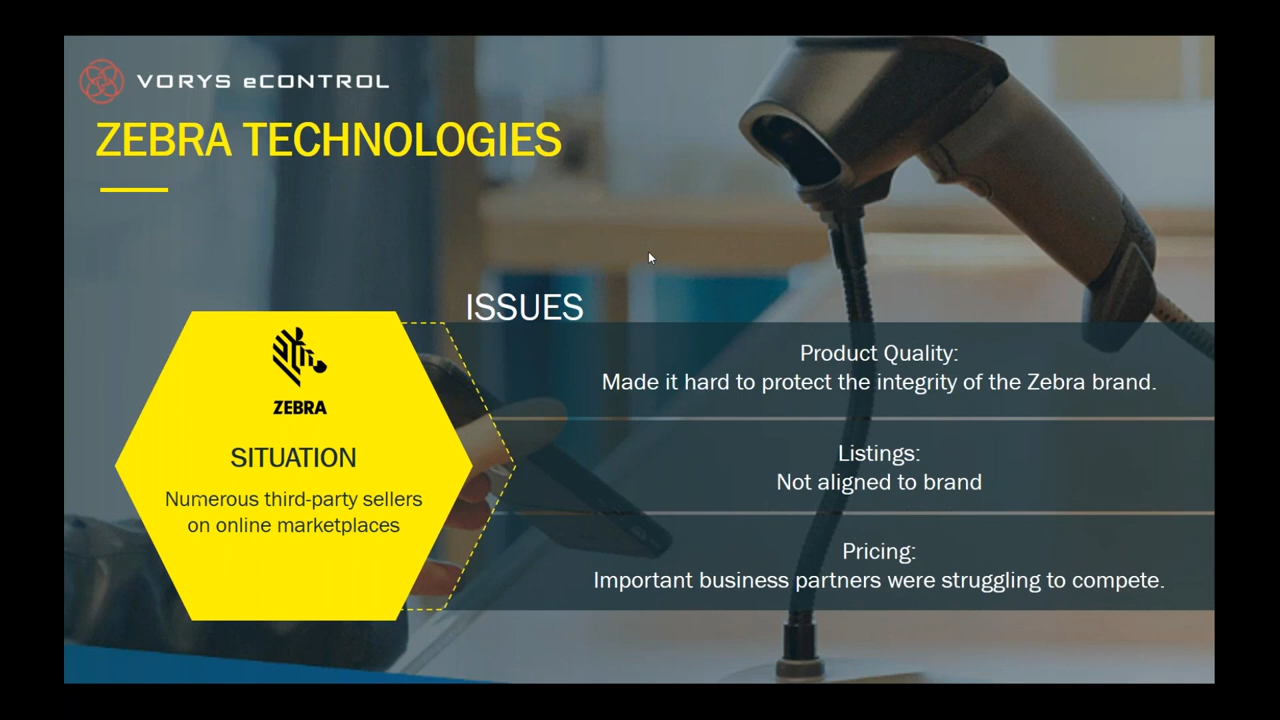 VORYS eCONTROL
ZEBRA TECHNOLOGIES
ISSUES
ZEBRA
SITUATION
Numerous third-party sellers
on online marketplaces
Product Quality:
Made it hard to protect the integrity of the Zebra brand.
Listings:
Not aligned to brand
Pricing:
Important business partners were struggling to compete.